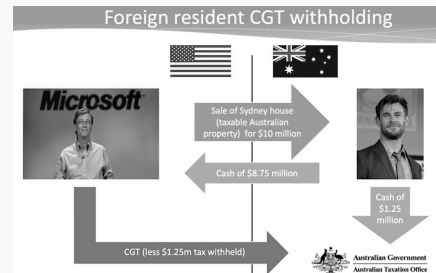 Foreign resident CGT withholding
Microsoft
Sale of Sydney house
(taxable Australian
property) for $10 million
Cash of $8.75 million
Cash of
$1.25
million
CGT (less $1.25m tax withheld)
Australian Government
Australian Taxation Office